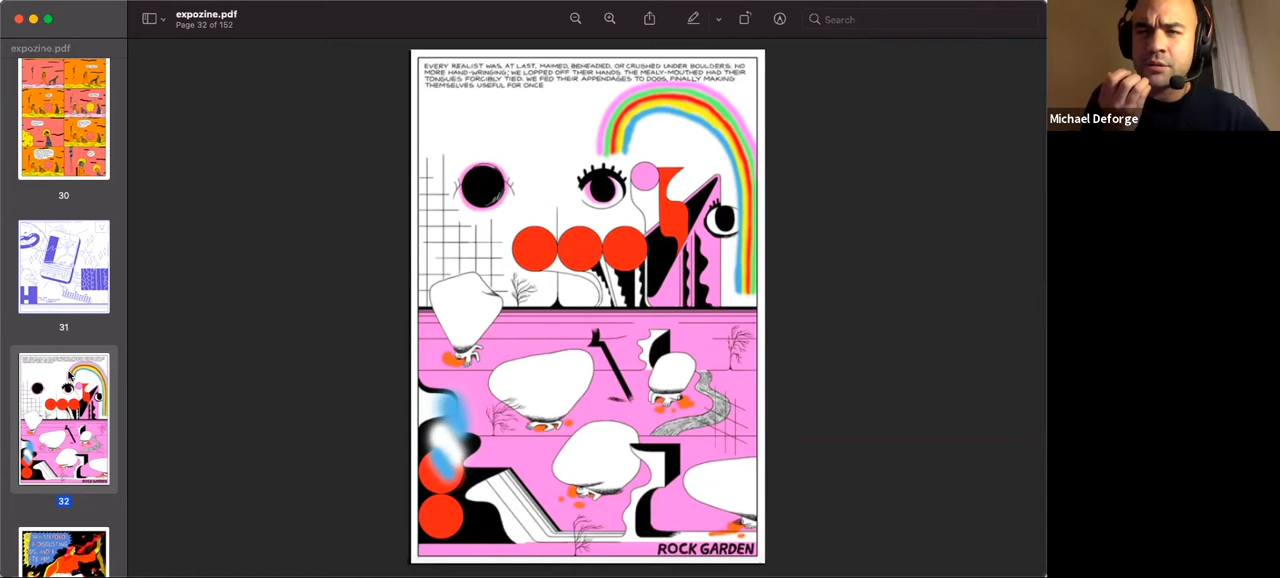 expozine.pdf
Page 32 of 152
Search
expozine.pdf
30
31
32
EVERY REALIST WAS, AT LAST, MAIMED, BEHEADED, OR CRUSHED UNDER BOULDERS. NO
MORE HAND-WRINGING; WE LOPPED OFF THEIR HANDS. THE MEALY-MOUTHED HAD THEIR
TONGUES FORCIBLY TIED. WE FED THEIR APPENDAGES TO DOGS, FINALLY MAKING
THEMSELVES USEFUL FOR ONCE
ROCK GARDEN
ROCK GARDEN
Michael Deforge